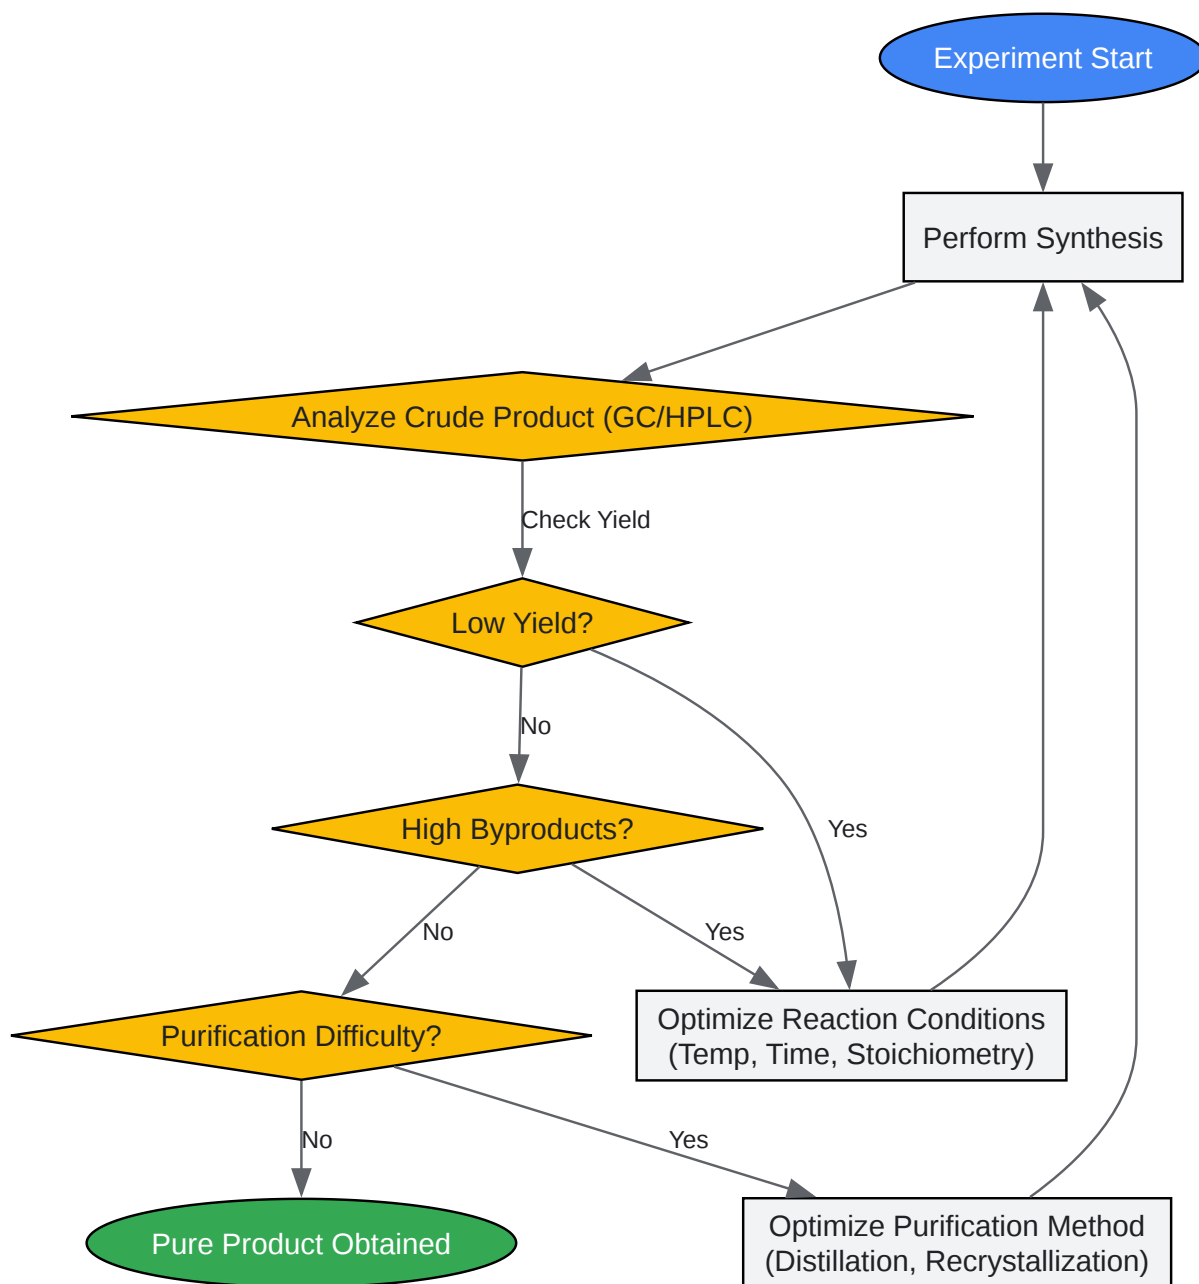 Experiment Start
Perform Synthesis
Analyze Crude Product (GC/HPLC)
Check Yield
Low Yield?
No
Yes
High Byproducts?
No
Yes
Optimize Reaction Conditions
(Temp, Time, Stoichiometry)
Purification Difficulty?
No
Yes
Pure Product Obtained
Optimize Purification Method
(Distillation, Recrystallization)